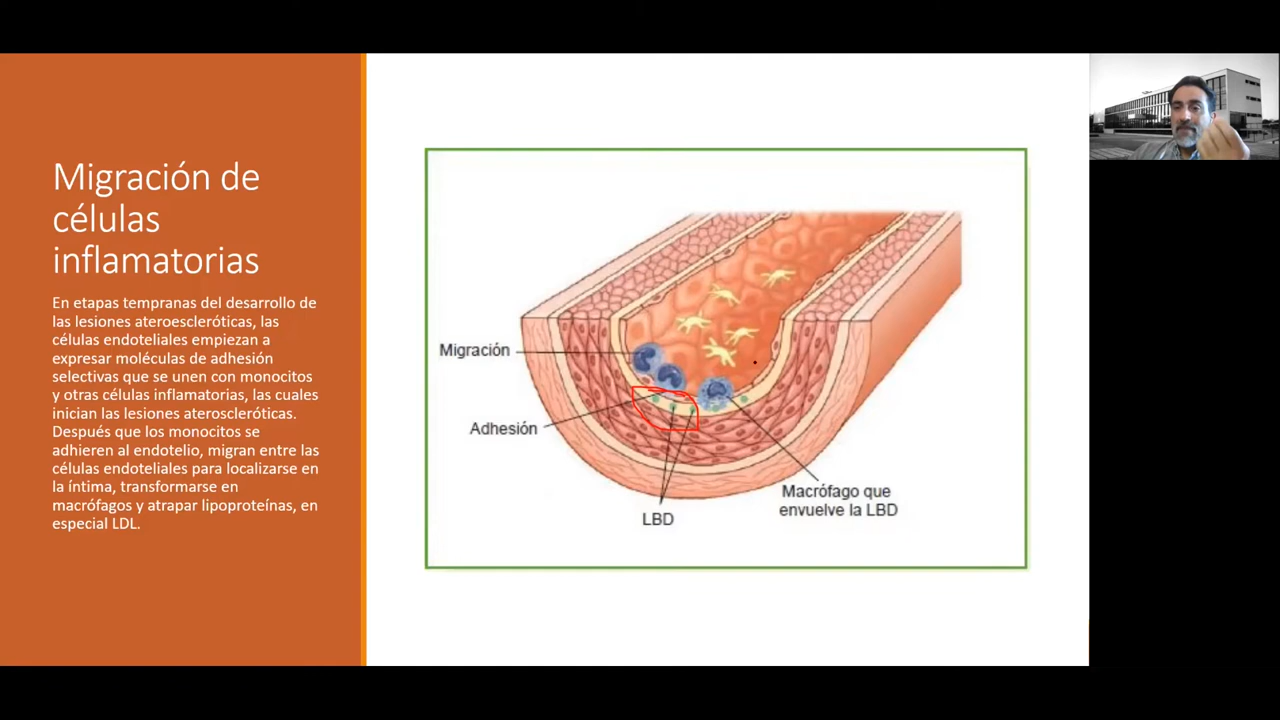 Migración de
células
inflamatorias
En etapas tempranas del desarrollo de
las lesiones ateroescleróticas, las
células endoteliales empiezan a
expresar moléculas de adhesión
selectivas que se unen con monocitos
y otras células inflamatorias, las cuales
inician las lesiones ateroscleróticas.
Después que los monocitos se
adhieren al endotelio, migran entre las
células endoteliales para localizarse en
la íntima, transformarse en
macrófagos y atrapar lipoproteínas, en
especial LDL.
Migración
Adhesión
LBD
Macrófago que
envuelve la LBD